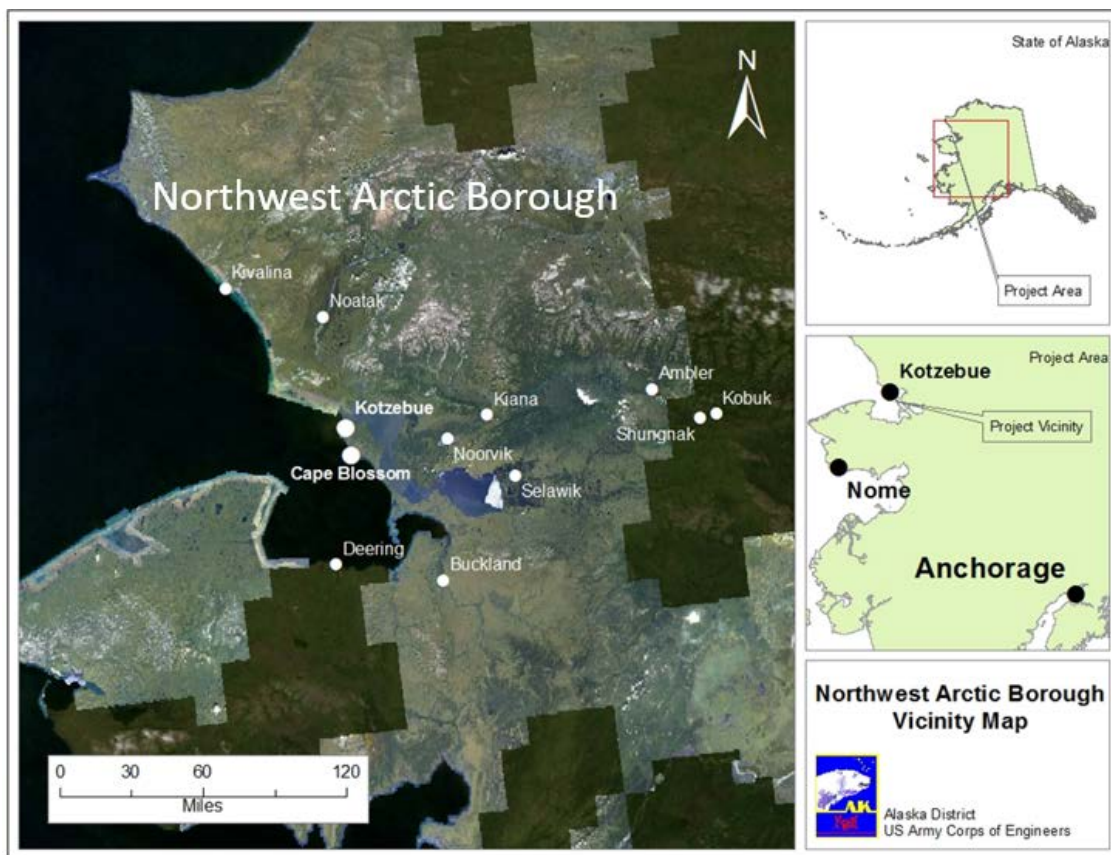 N
Northwest Arctic Borough
Kivalina
Noatak
Ambler
Kobuk
Kiana
Shungnak
Kotzebue
Noorvik
Cape Blossom
Selawik
Deering
Buckland
0 30 60 120
Miles
State of Alaska
Project Area
Project Area
Kotzebue
Project Vicinity
Nome
Anchorage
Northwest Arctic Borough
Vicinity Map
AK
Alaska District
US Army Corps of Engineers